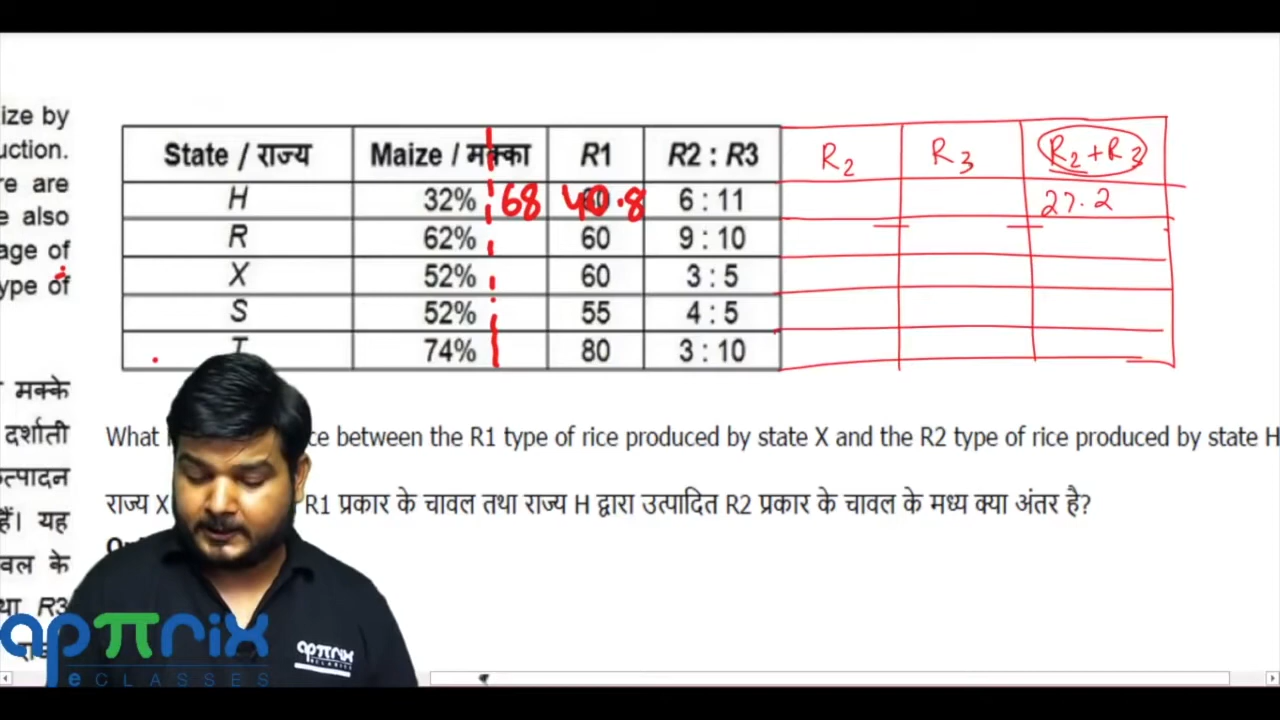 ize by
uction.
re are
e also
age of
ype of
State / राज्य Maize / मक्का R1 R2 : R3 R2 R3 R2+R3
H 32% 68 40.8 6 : 11 27.2
R 62% 60 9 : 10
X 52% 60 3 : 5
S 52% 55 4 : 5
T 74% 80 3 : 10
मक्के
दर्शाती
त्पादन
हैं। यह
वल के
था R3
What ce between the R1 type of rice produced by state X and the R2 type of rice produced by state H
राज्य X R1 प्रकार के चावल तथा राज्य H द्वारा उत्पादित R2 प्रकार के चावल के मध्य क्या अंतर है?
apπrix
eCLASSES
apπrix
eCLASSES